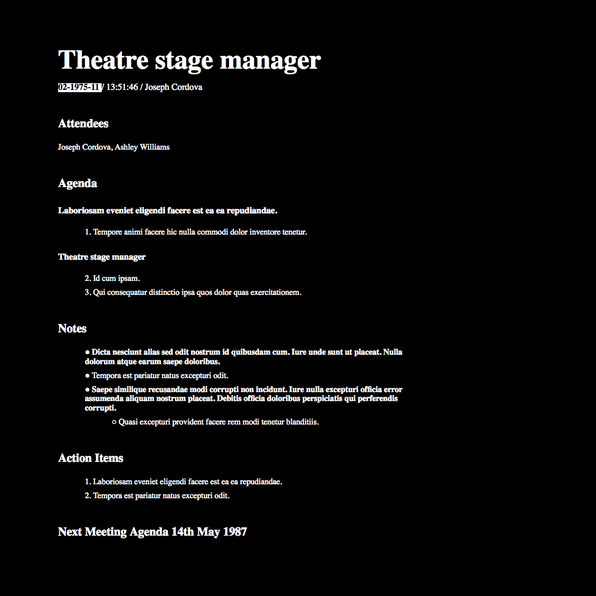 Theatre stage manager
02-1975-11 / 13:51:46 / Joseph Cordova
Attendees
Joseph Cordova, Ashley Williams
Agenda
Laboriosam eveniet eligendi facere est ea ea repudiandae.
1. Tempore animi facere hic nulla commodi dolor inventore tenetur.
Theatre stage manager
2. Id cum ipsam.
3. Qui consequatur distinctio ipsa quos dolor quas exercitationem.
Notes
● Dicta nesciunt alias sed odit nostrum id quibusdam cum. Iure unde sunt ut placeat. Nulla
dolorum atque earum saepe doloribus.
● Tempora est pariatur natus excepturi odit.
● Saepe similique recusandae modi corrupti non incidunt. Iure nulla excepturi officia error
assumenda aliquam nostrum placeat. Debitis officia doloribus perspiciatis qui perferendis
corrupti.
○ Quasi excepturi provident facere rem modi tenetur blanditiis.
Action Items
1. Laboriosam eveniet eligendi facere est ea ea repudiandae.
2. Tempora est pariatur natus excepturi odit.
Next Meeting Agenda 14th May 1987